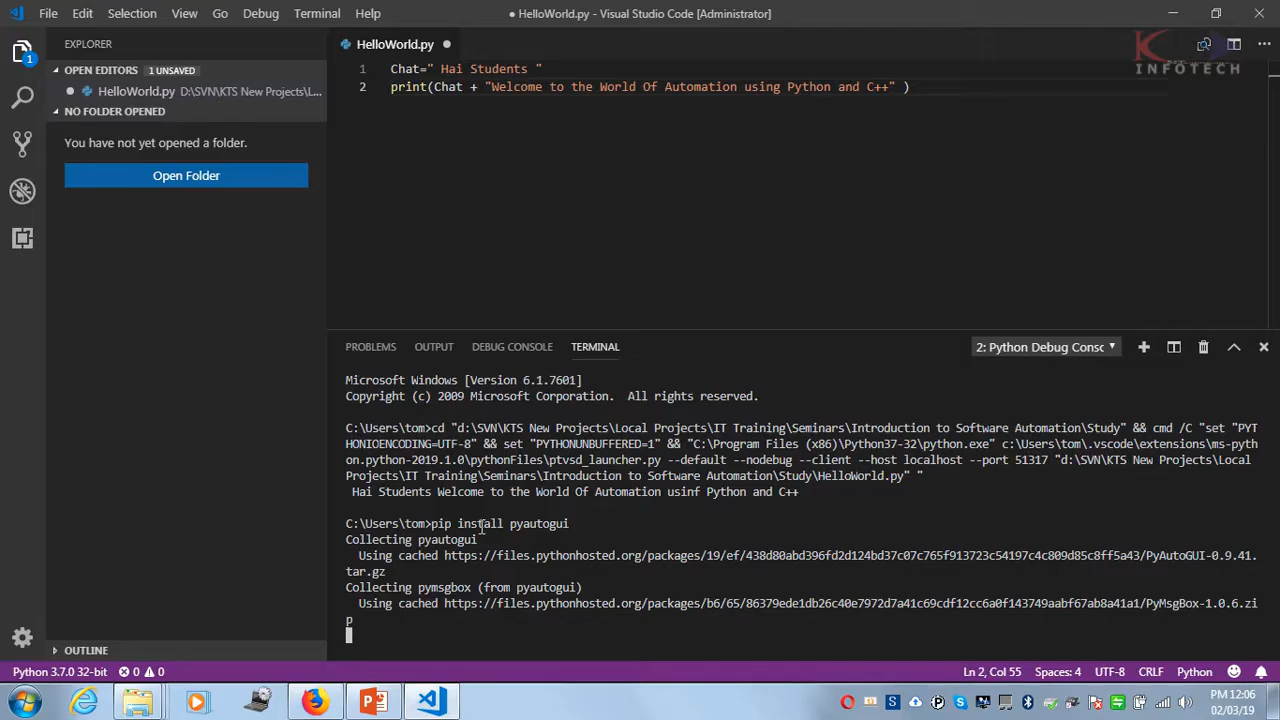 File Edit Selection View Go Debug Terminal Help
● HelloWorld.py - Visual Studio Code [Administrator]
EXPLORER
OPEN EDITORS 1 UNSAVED
HelloWorld.py D:\SVN\KTS New Projects\L...
NO FOLDER OPENED
You have not yet opened a folder.
Open Folder
OUTLINE
1
HelloWorld.py
K
INFOTECH
1 Chat=" Hai Students "
2 print(Chat + "Welcome to the World Of Automation using Python and C++" )
PROBLEMS OUTPUT DEBUG CONSOLE TERMINAL
2: Python Debug Consc
Microsoft Windows [Version 6.1.7601]
Copyright (c) 2009 Microsoft Corporation.  All rights reserved.
C:\Users\tom>cd "d:\SVN\KTS New Projects\Local Projects\IT Training\Seminars\Introduction to Software Automation\Study" && cmd /C "set "PYT
HONIOENCODING=UTF-8" && set "PYTHONUNBUFFERED=1" && "C:\Program Files (x86)\Python37-32\python.exe" c:\Users\tom\.vscode\extensions\ms-pyth
on.python-2019.1.0\pythonFiles\ptvsd_launcher.py --default --nodebug --client --host localhost --port 51317 "d:\SVN\KTS New Projects\Local
Projects\IT Training\Seminars\Introduction to Software Automation\Study\HelloWorld.py" "
Hai Students Welcome to the World Of Automation usinf Python and C++
C:\Users\tom>pip install pyautogui
Collecting pyautogui
Using cached https://files.pythonhosted.org/packages/19/ef/438d80abd396fd2d124bd37c07c765f913723c54197c4c809d85c8ff5a43/PyAutoGUI-0.9.41.
tar.gz
Collecting pymsgbox (from pyautogui)
Using cached https://files.pythonhosted.org/packages/b6/65/86379ede1db26c40e7972d7a41c69cdf12cc6a0f143749aabf67ab8a41a1/PyMsgBox-1.0.6.zi
p
Python 3.7.0 32-bit 0 0
Ln 2, Col 55 Spaces: 4 UTF-8 CRLF Python
PM 12:06
02/03/19